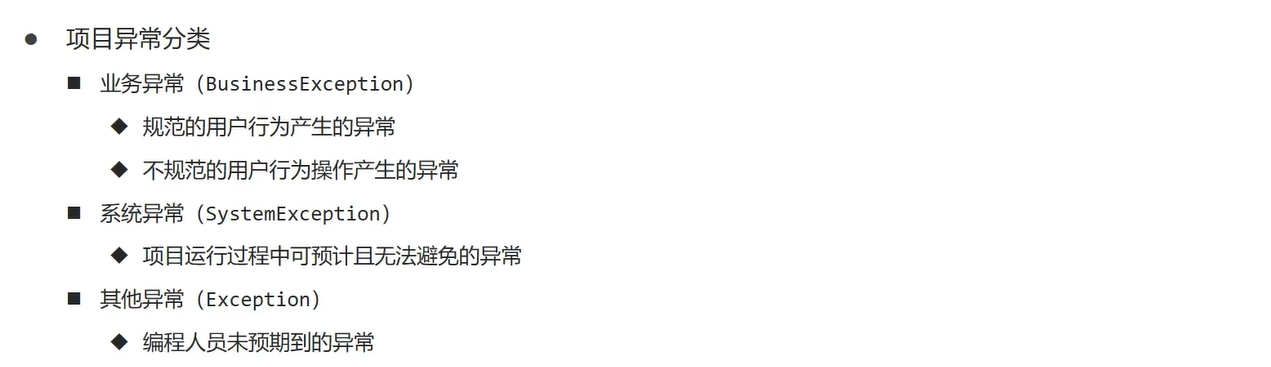 ● 项目异常分类
■ 业务异常（BusinessException）
◆ 规范的用户行为产生的异常
◆ 不规范的用户行为操作产生的异常
■ 系统异常（SystemException）
◆ 项目运行过程中可预计且无法避免的异常
■ 其他异常（Exception）
◆ 编程人员未预期到的异常